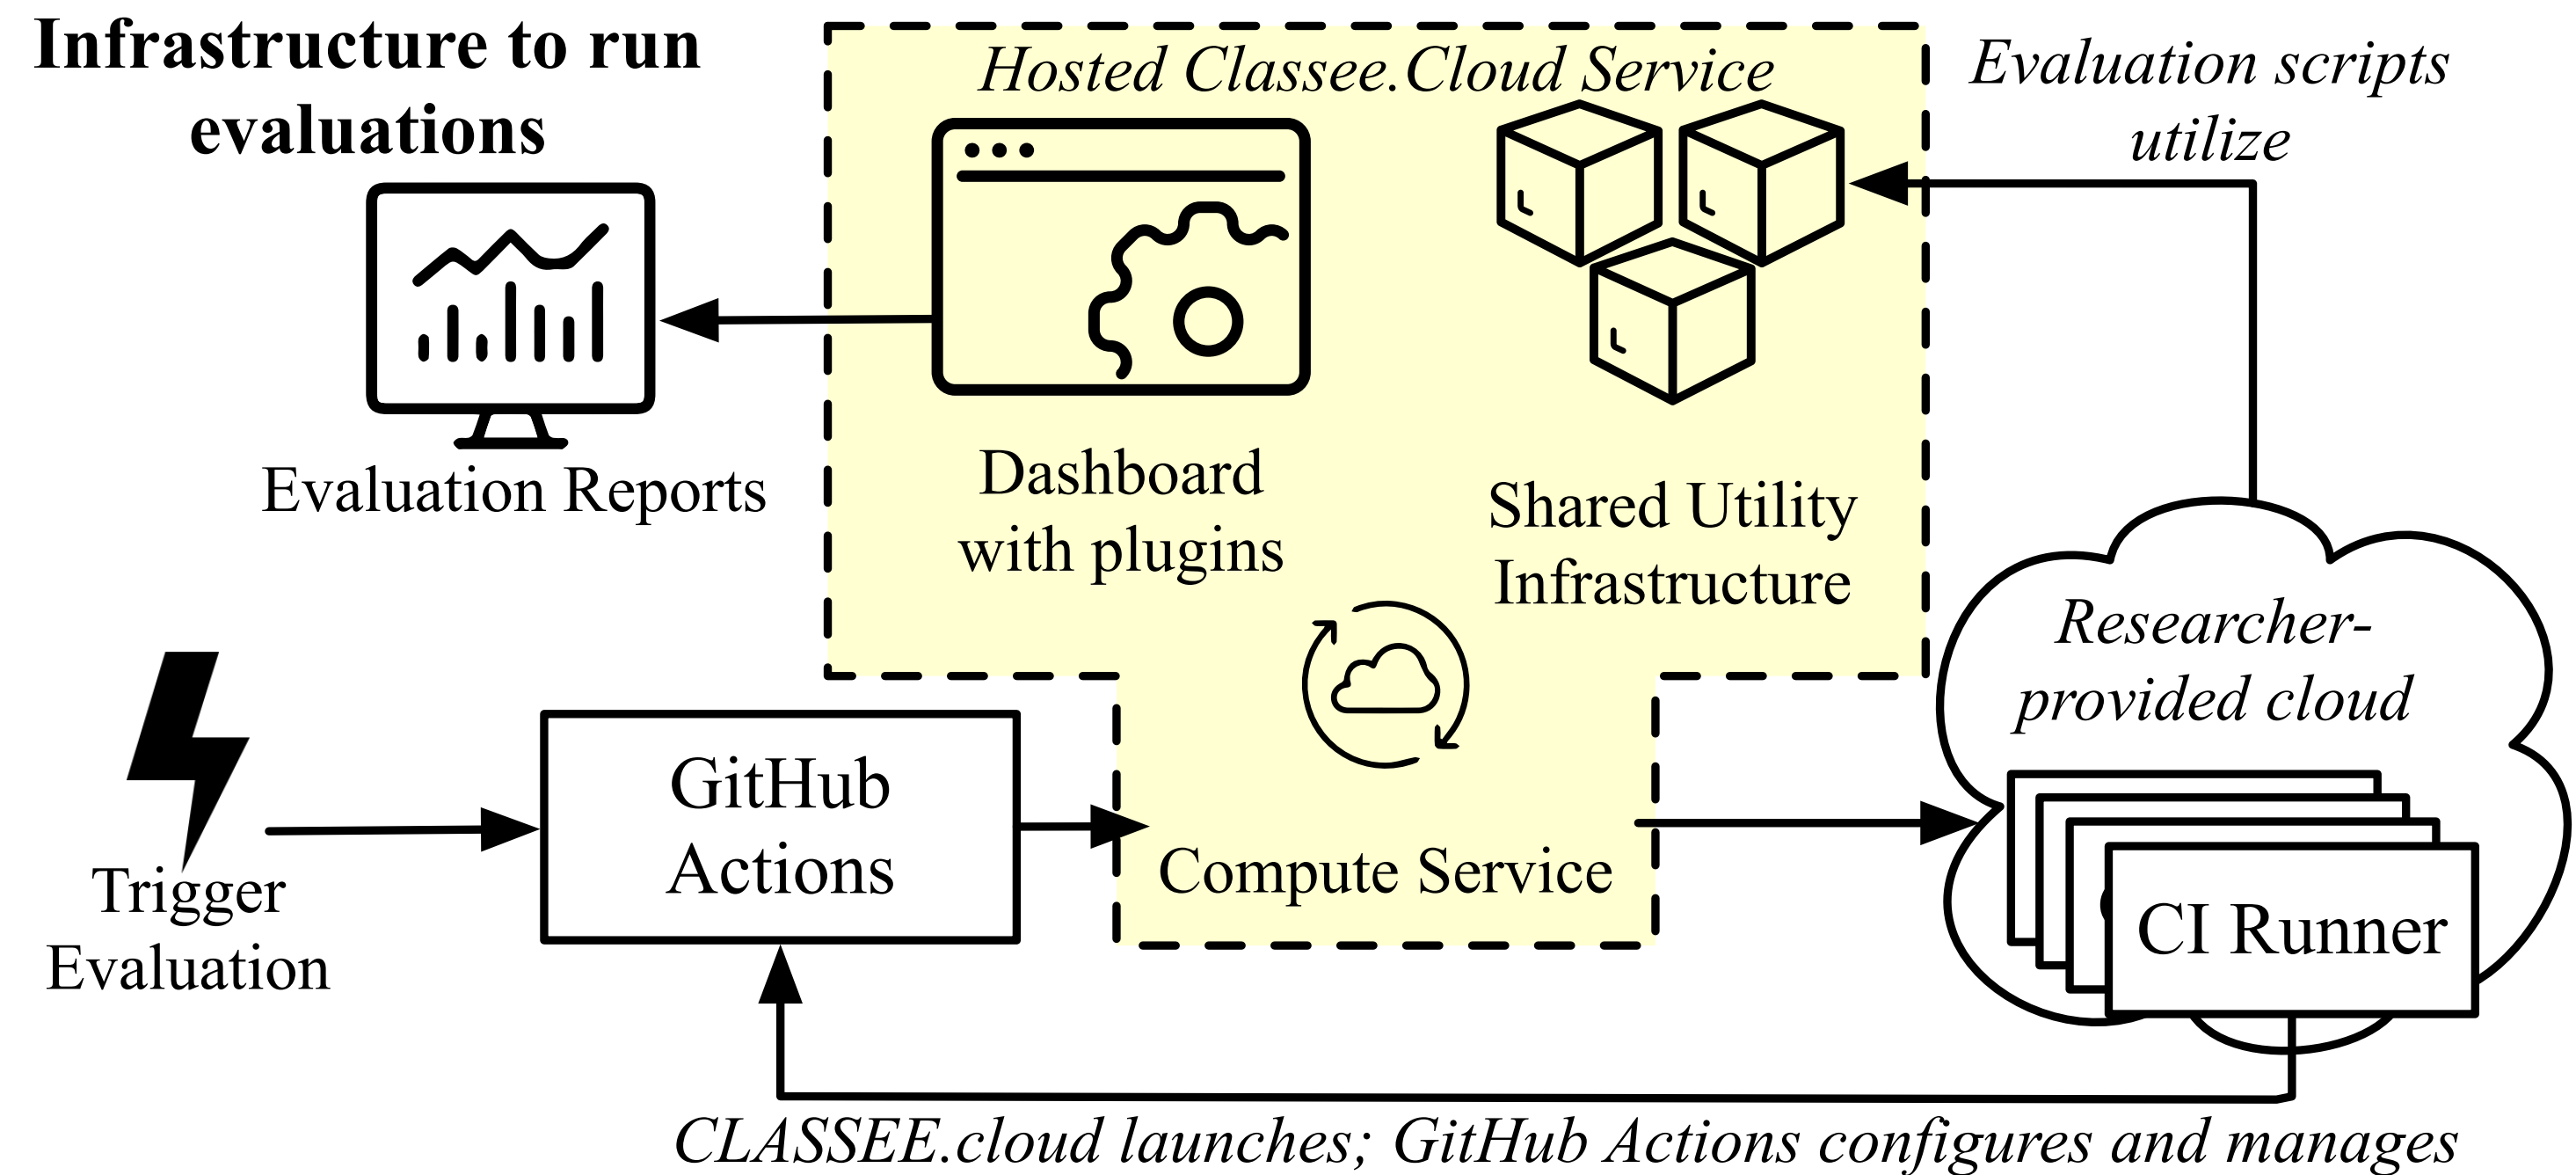 Infrastructure to run
evaluations
Hosted Classee.Cloud Service
Evaluation scripts
utilize
Evaluation Reports
Dashboard
with plugins
Shared Utility
Infrastructure
Researcher-
provided cloud
Trigger
Evaluation
GitHub
Actions
Compute Service
CI Runner
CLASSEE.cloud launches; GitHub Actions configures and manages